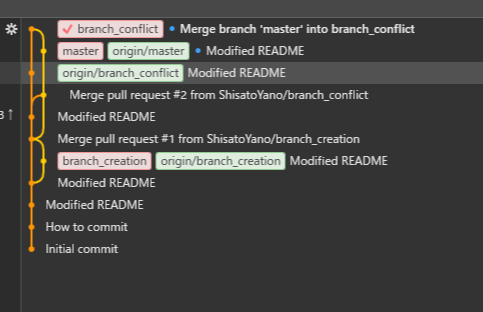 branch_conflict Merge branch 'master' into branch_conflict
master origin/master Modified README
origin/branch_conflict Modified README
Merge pull request #2 from ShisatoYano/branch_conflict
3↑ Modified README
Merge pull request #1 from ShisatoYano/branch_creation
branch_creation origin/branch_creation Modified README
Modified README
Modified README
How to commit
Initial commit